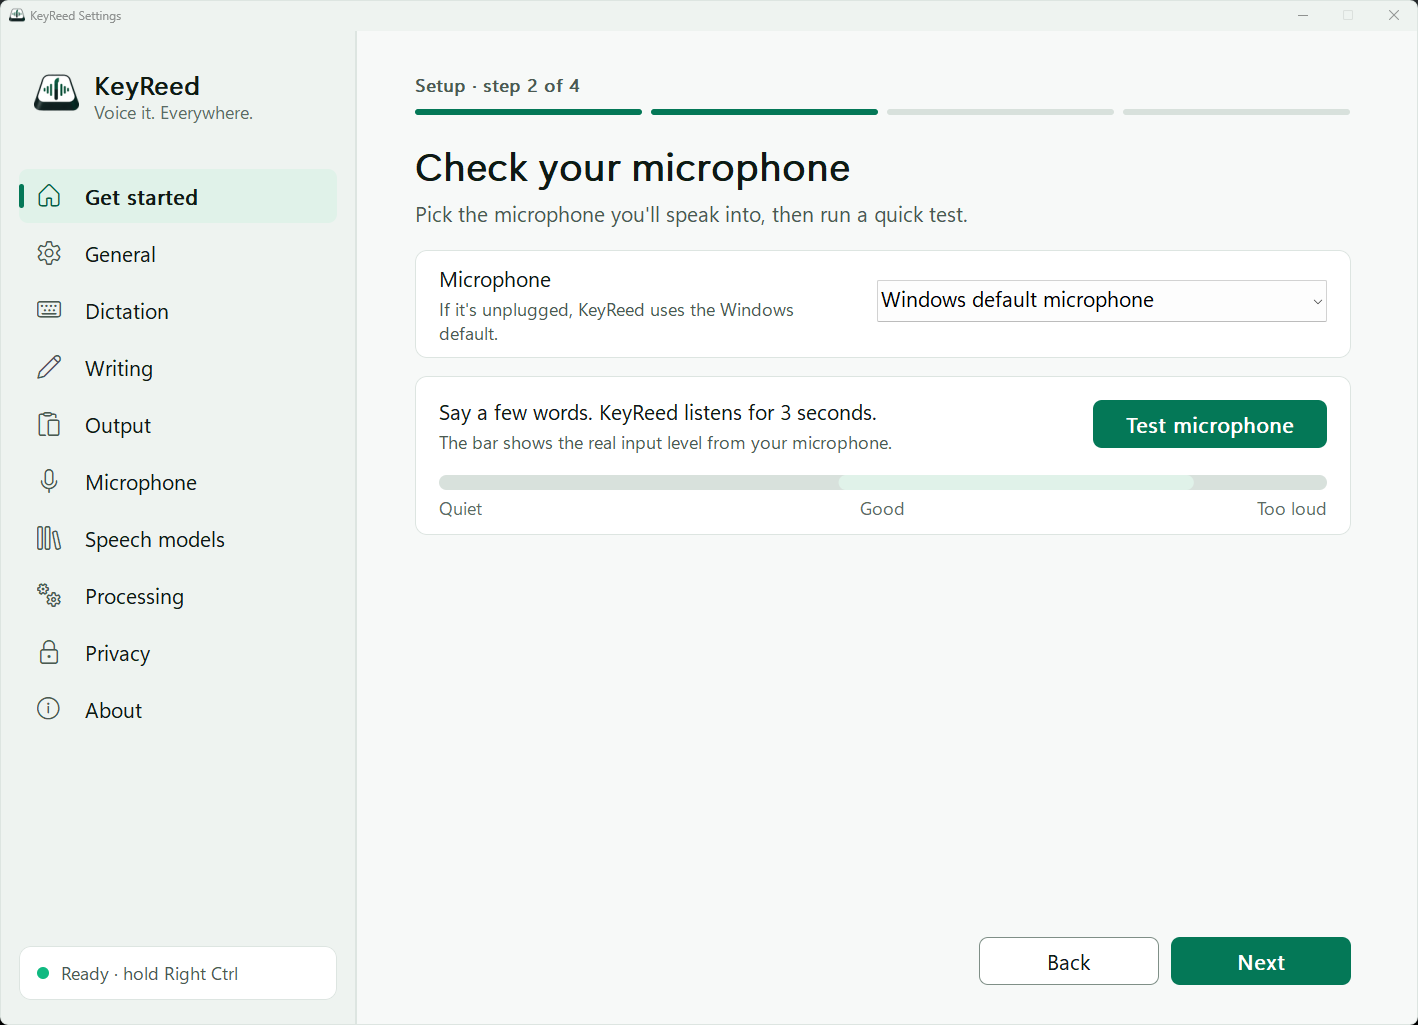 KeyReed Settings
KeyReed
Voice it. Everywhere.
Get started
General
Dictation
Writing
Output
Microphone
Speech models
Processing
Privacy
About
Ready · hold Right Ctrl
Setup · step 2 of 4
Check your microphone
Pick the microphone you'll speak into, then run a quick test.
Microphone
If it's unplugged, KeyReed uses the Windows
default.
Windows default microphone
Say a few words. KeyReed listens for 3 seconds.
The bar shows the real input level from your microphone.
Test microphone
Quiet
Good
Too loud
Back
Next